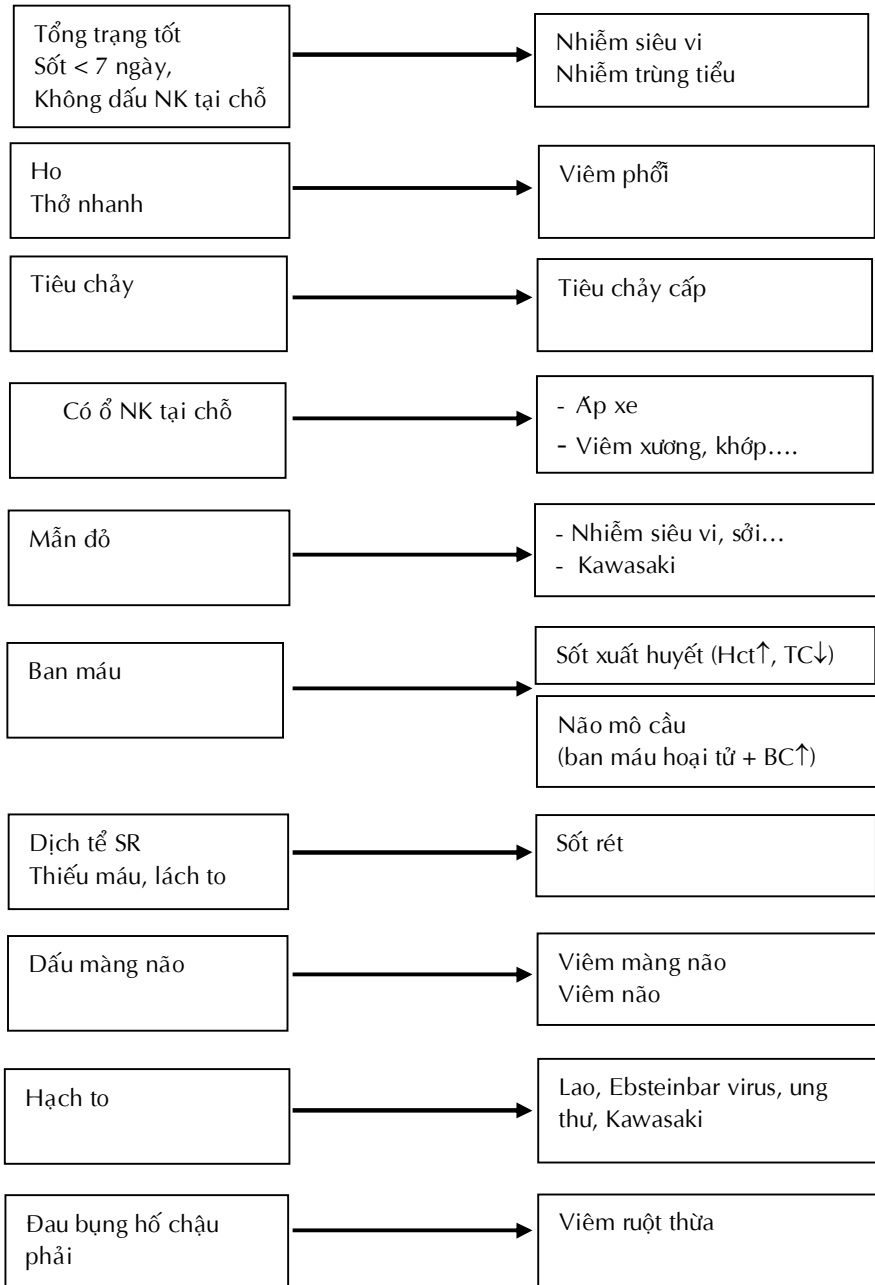 Tổng trạng tốt
Sốt < 7 ngày,
Không dấu NK tại chỗ
Nhiễm siêu vi
Nhiễm trùng tiểu
Ho
Thở nhanh
Viêm phổi
Tiêu chảy
Tiêu chảy cấp
Có ổ NK tại chỗ
- Áp xe
- Viêm xương, khớp....
Mẫn đỏ
- Nhiễm siêu vi, sởi...
- Kawasaki
Ban máu
Sốt xuất huyết (Hct↑, TC↓)
Não mô cầu
(ban máu hoại tử + BC↑)
Dịch tể SR
Thiếu máu, lách to
Sốt rét
Dấu màng não
Viêm màng não
Viêm não
Hạch to
Lao, Ebsteinbar virus, ung
thư, Kawasaki
Đau bụng hố chậu
phải
Viêm ruột thừa